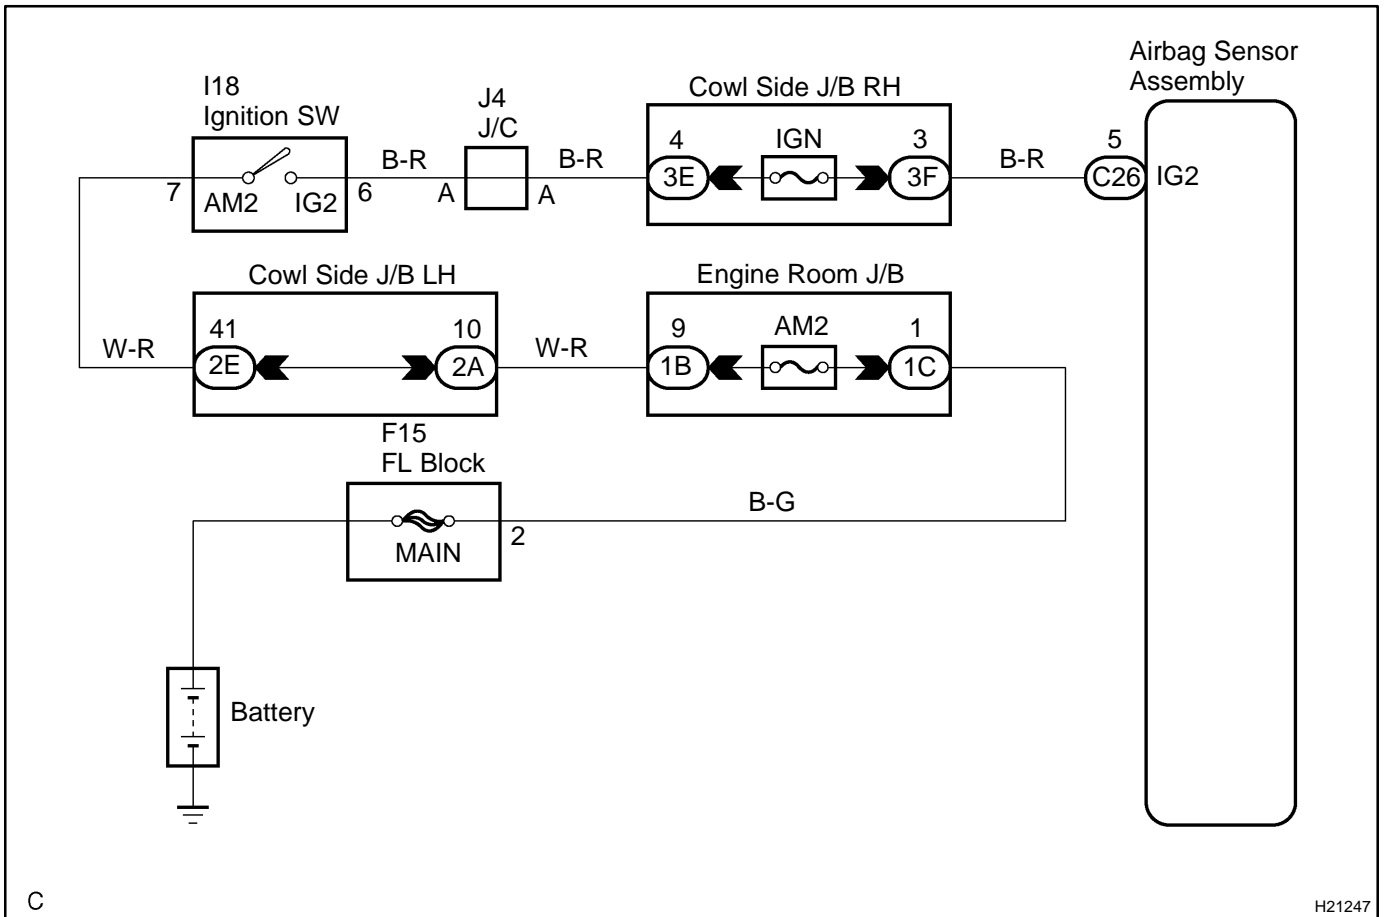 Airbag Sensor
Assembly
I18
Ignition SW
J4
J/C
Cowl Side J/B RH
4
IGN
3
5
B-R
B-R
B-R
3E
3F
C26
IG2
7
AM2
IG2
6
A
A
Cowl Side J/B LH
Engine Room J/B
41
10
9
AM2
1
W-R
W-R
2E
2A
1B
1C
F15
FL Block
B-G
2
MAIN
Battery
C
H21247